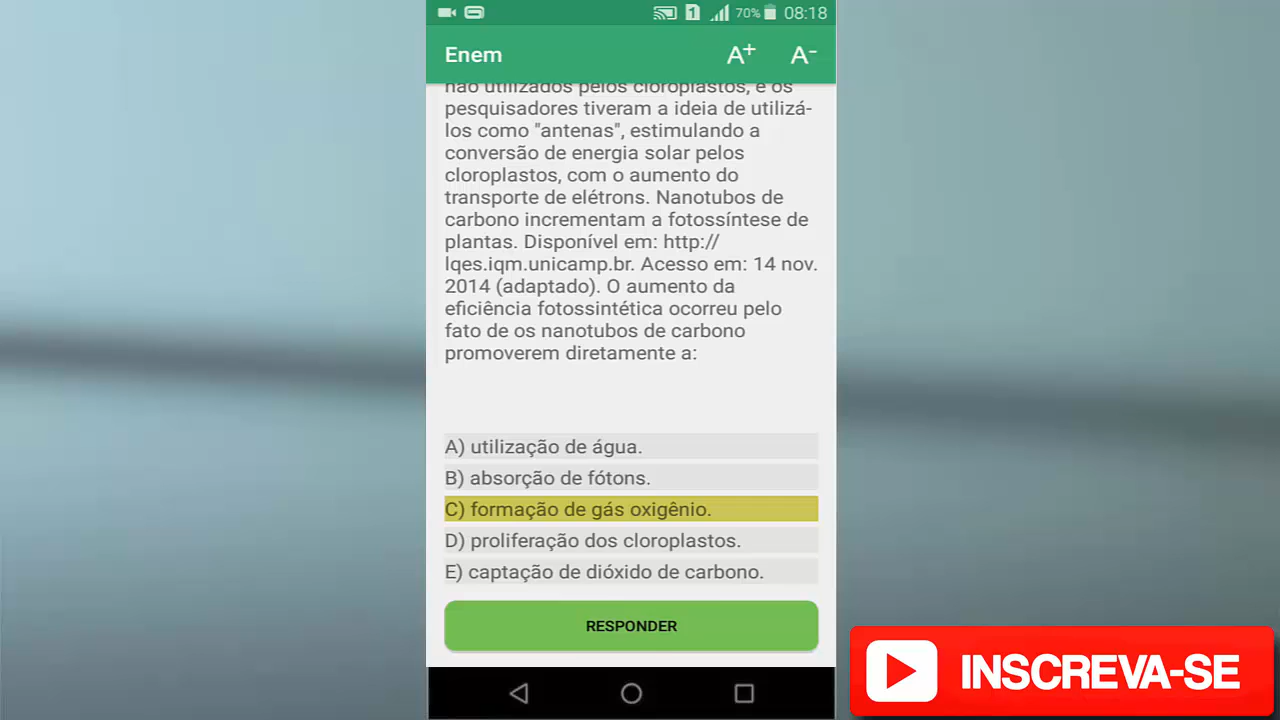 1 70% 08:18
Enem A+ A-
não utilizados pelos cloroplastos, e os
pesquisadores tiveram a ideia de utilizá-
los como "antenas", estimulando a
conversão de energia solar pelos
cloroplastos, com o aumento do
transporte de elétrons. Nanotubos de
carbono incrementam a fotossíntese de
plantas. Disponível em: http://
lqes.iqm.unicamp.br. Acesso em: 14 nov.
2014 (adaptado). O aumento da
eficiência fotossintética ocorreu pelo
fato de os nanotubos de carbono
promoverem diretamente a:
A) utilização de água.
B) absorção de fótons.
C) formação de gás oxigênio.
D) proliferação dos cloroplastos.
E) captação de dióxido de carbono.
RESPONDER
INSCREVA-SE